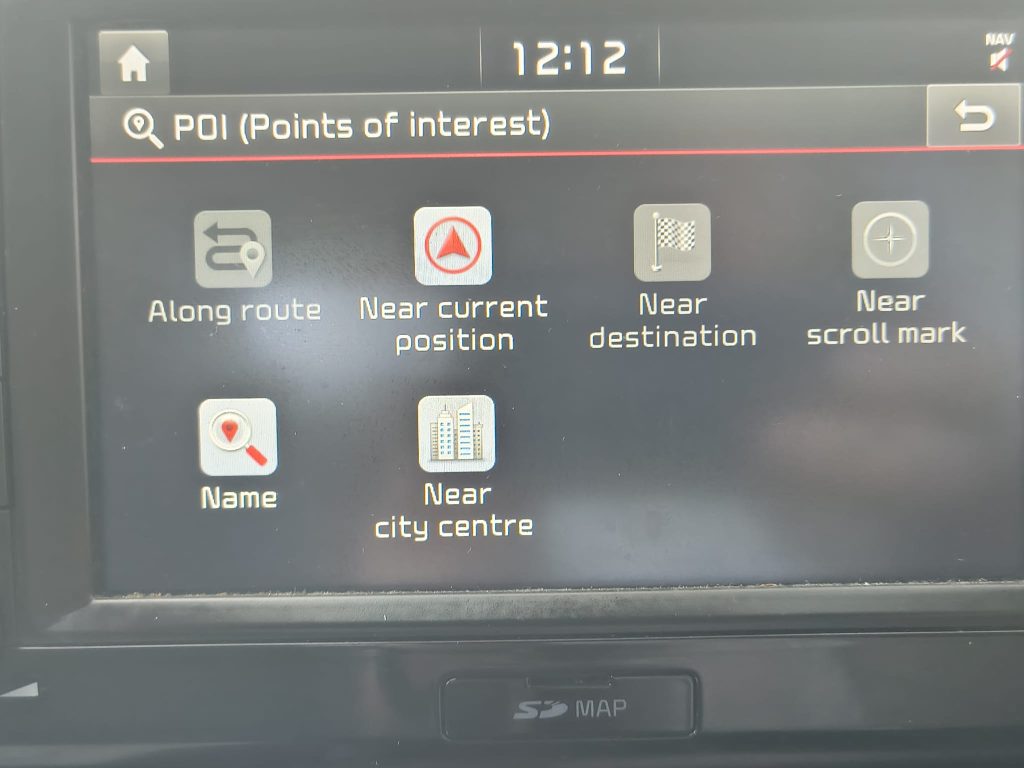 12:12
NAV
POI (Points of interest)
Along route
Near current
position
Near
destination
Near
scroll mark
Name
Near
city centre
SD MAP